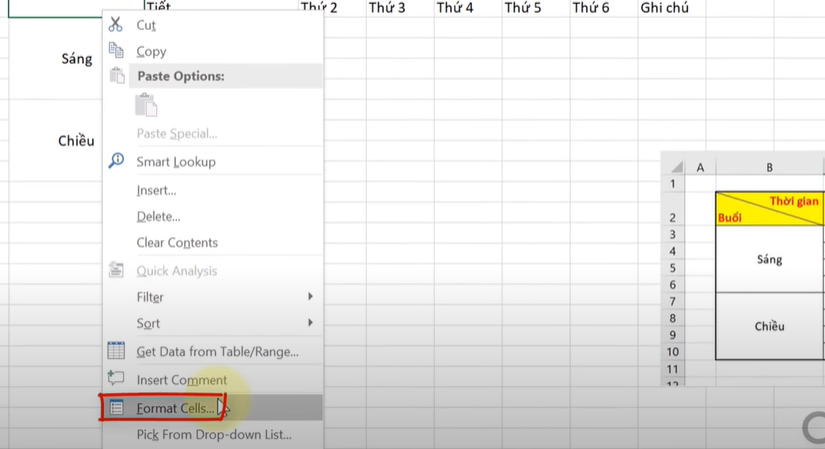 Tiết Thứ 2 Thứ 3 Thứ 4 Thứ 5 Thứ 6 Ghi chú
Sáng
Chiều
Cut
Copy
Paste Options:
Paste Special...
Smart Lookup
Insert...
Delete...
Clear Contents
Quick Analysis
Filter
Sort
Get Data from Table/Range...
Insert Comment
Format Cells...
Pick From Drop-down List...
A B
1
Thời gian
2 Buổi
3
4
Sáng
5
6
7
8
Chiều
9
10
11
12